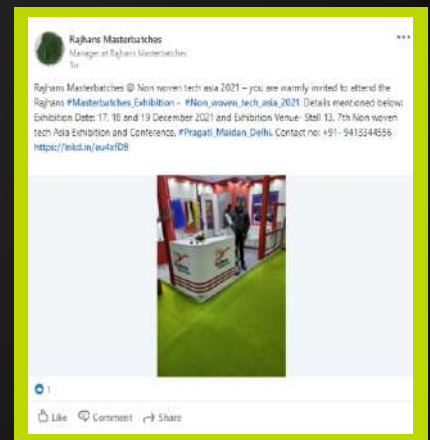 Rajhans Masterbatches
Manager at Rajhans Masterbatches
1w
Rajhans Masterbatches @ Non woven tech asia 2021 – you are warmly invited to attend the
Rajhans #Masterbatches_Exhibition - #Non_woven_tech_asia_2021. Details mentioned below:
Exhibition Date: 17, 18 and 19 December 2021 and Exhibition Venue- Stall 13, 7th Non woven
tech Asia Exhibition and Conference, #Pragati_Maidan_Delhi. Contact no: +91- 9413344556
https://lnkd.in/eu4xfD8
1
Like Comment Share